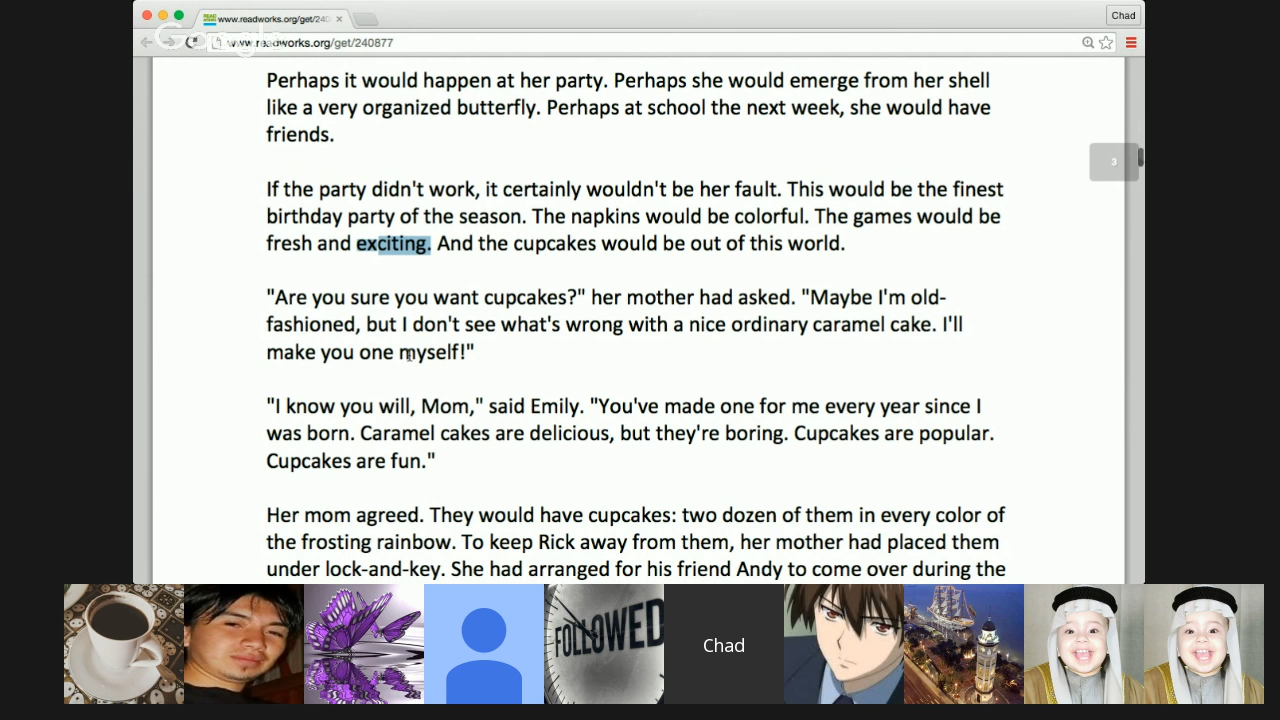 www.readworks.org/get/240
Chad
Google
www.readworks.org/get/240877
Perhaps it would happen at her party. Perhaps she would emerge from her shell
like a very organized butterfly. Perhaps at school the next week, she would have
friends.
3
If the party didn't work, it certainly wouldn't be her fault. This would be the finest
birthday party of the season. The napkins would be colorful. The games would be
fresh and exciting. And the cupcakes would be out of this world.
"Are you sure you want cupcakes?" her mother had asked. "Maybe I'm old-
fashioned, but I don't see what's wrong with a nice ordinary caramel cake. I'll
make you one myself!"
"I know you will, Mom," said Emily. "You've made one for me every year since I
was born. Caramel cakes are delicious, but they're boring. Cupcakes are popular.
Cupcakes are fun."
Her mom agreed. They would have cupcakes: two dozen of them in every color of
the frosting rainbow. To keep Rick away from them, her mother had placed them
under lock-and-key. She had arranged for his friend Andy to come over during the
FOLLOWED
Chad